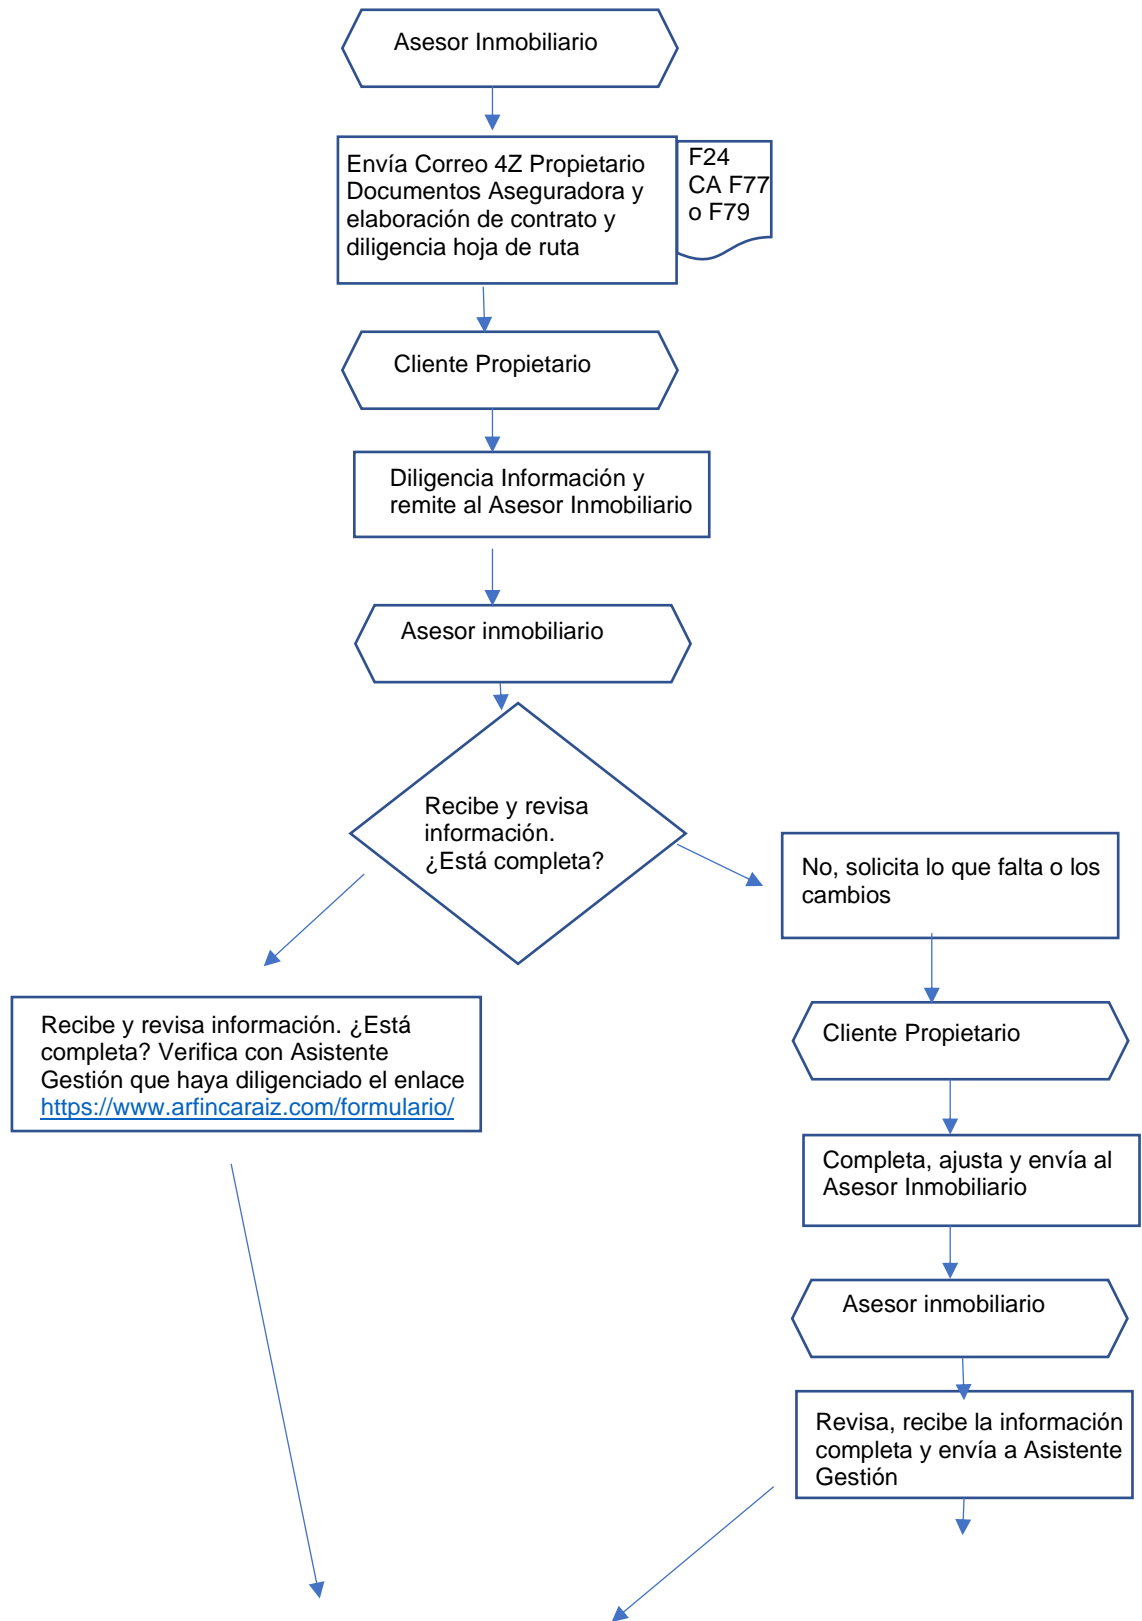 Asesor Inmobiliario
Envía Correo 4Z Propietario
Documentos Aseguradora y
elaboración de contrato y
diligencia hoja de ruta
F24
CA F77
o F79
Cliente Propietario
Diligencia Información y
remite al Asesor Inmobiliario
Asesor inmobiliario
Recibe y revisa
información.
¿Está completa?
No, solicita lo que falta o los
cambios
Recibe y revisa información. ¿Está
completa? Verifica con Asistente
Gestión que haya diligenciado el enlace
https://www.arfincaraiz.com/formulario/
Cliente Propietario
Completa, ajusta y envía al
Asesor Inmobiliario
Asesor inmobiliario
Revisa, recibe la información
completa y envía a Asistente
Gestión